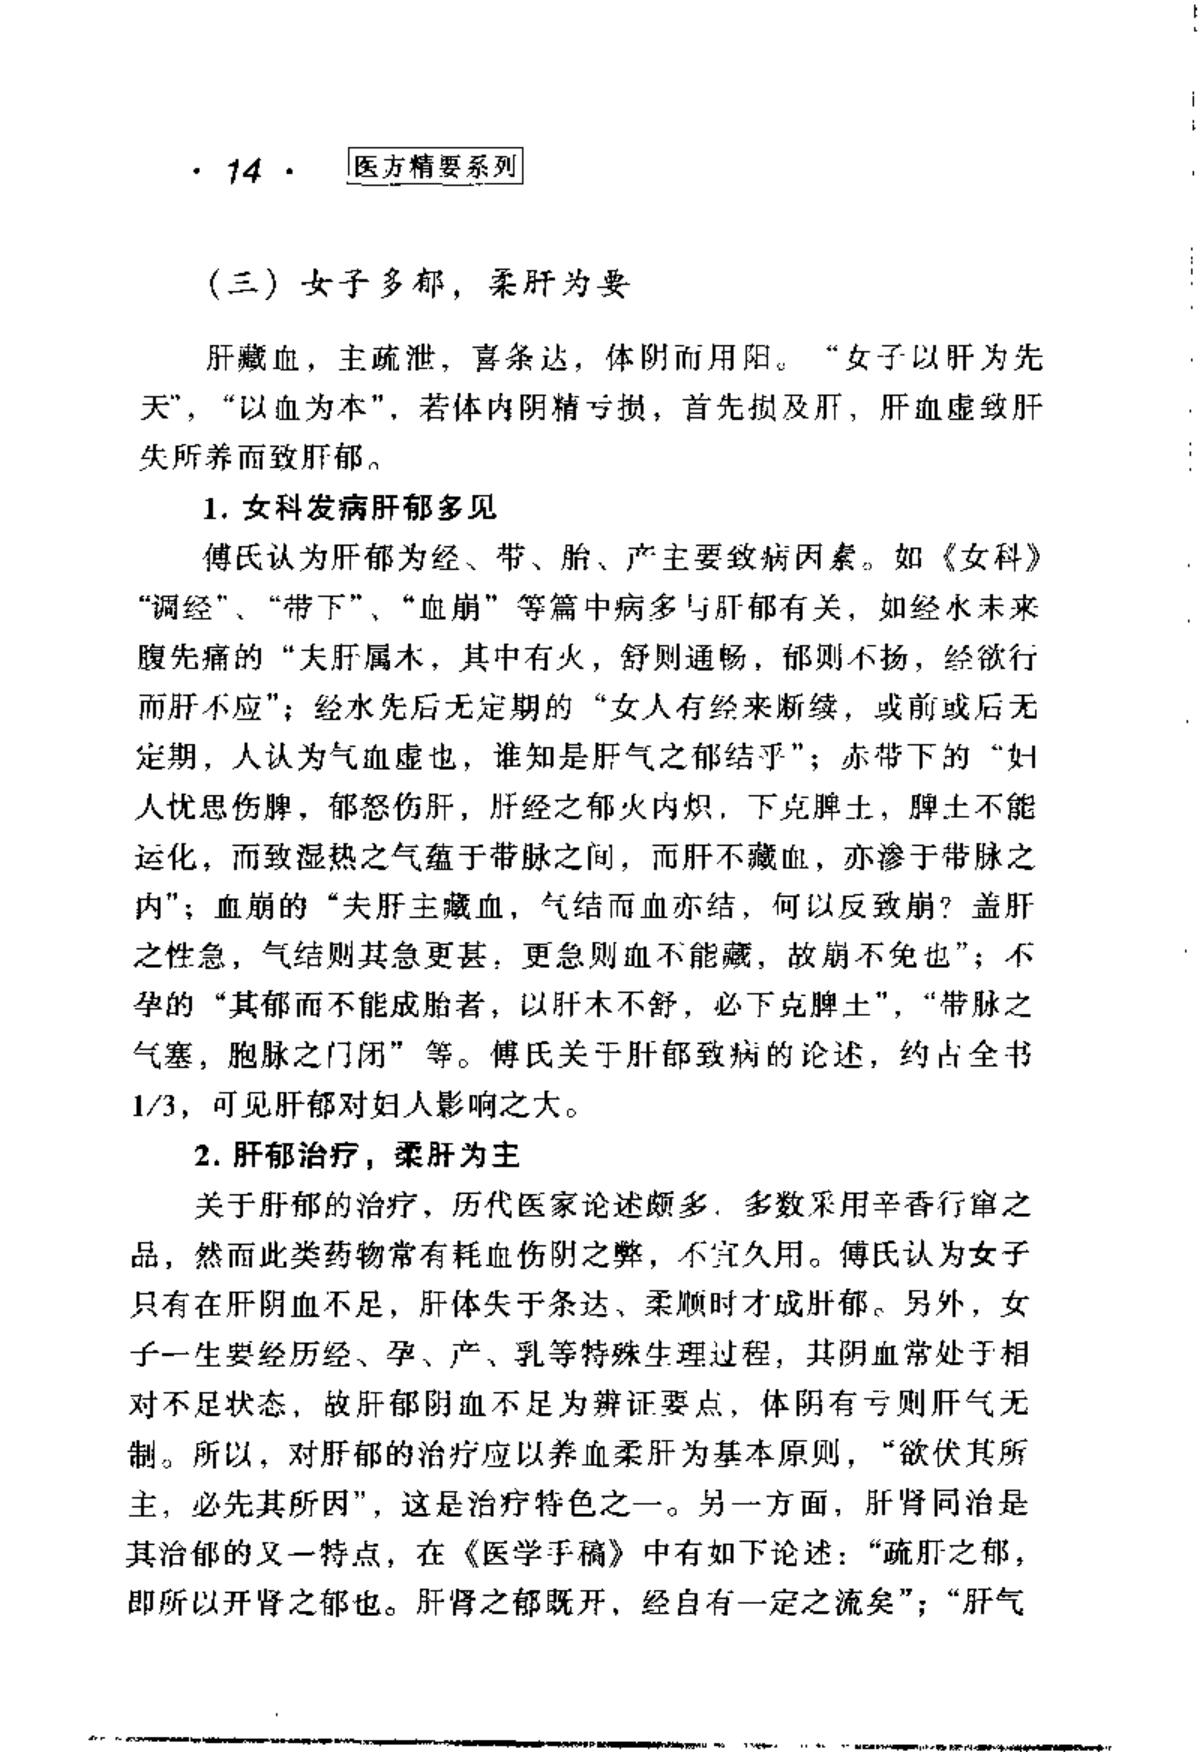 · 14 · 医方精要系列
(三) 女子多郁，柔肝为要
肝藏血，主疏泄，喜条达，体阴而用阳。“女子以肝为先
天”，“以血为本”，若体内阴精亏损，首先损及肝，肝血虚致肝
失所养而致肝郁。
1. 女科发病肝郁多见
傅氏认为肝郁为经、带、胎、产主要致病因素。如《女科》
“调经”、“带下”、“血崩”等篇中病多与肝郁有关，如经水未来
腹先痛的“夫肝属木，其中有火，舒则通畅，郁则不扬，经欲行
而肝不应”；经水先后无定期的“女人有经来断续，或前或后无
定期，人认为气血虚也，谁知是肝气之郁结乎”；赤带下的“妇
人忧思伤脾，郁怒伤肝，肝经之郁火内炽，下克脾土，脾土不能
运化，而致湿热之气蕴于带脉之间，而肝不藏血，亦渗于带脉之
内”；血崩的“夫肝主藏血，气结而血亦结，何以反致崩？盖肝
之性急，气结则其急更甚，更急则血不能藏，故崩不免也”；不
孕的“其郁而不能成胎者，以肝木不舒，必下克脾土”，“带脉之
气塞，胞脉之门闭”等。傅氏关于肝郁致病的论述，约占全书
1/3，可见肝郁对妇人影响之大。
2. 肝郁治疗，柔肝为主
关于肝郁的治疗，历代医家论述颇多，多数采用辛香行窜之
品，然而此类药物常有耗血伤阴之弊，不宜久用。傅氏认为女子
只有在肝阴血不足，肝体失于条达、柔顺时才成肝郁。另外，女
子一生要经历经、孕、产、乳等特殊生理过程，其阴血常处于相
对不足状态，故肝郁阴血不足为辨证要点，体阴有亏则肝气无
制。所以，对肝郁的治疗应以养血柔肝为基本原则，“欲伏其所
主，必先其所因”，这是治疗特色之一。另一方面，肝肾同治是
其治郁的又一特点，在《医学手稿》中有如下论述：“疏肝之郁，
即所以开肾之郁也。肝肾之郁既开，经自有一定之流矣”；“肝气